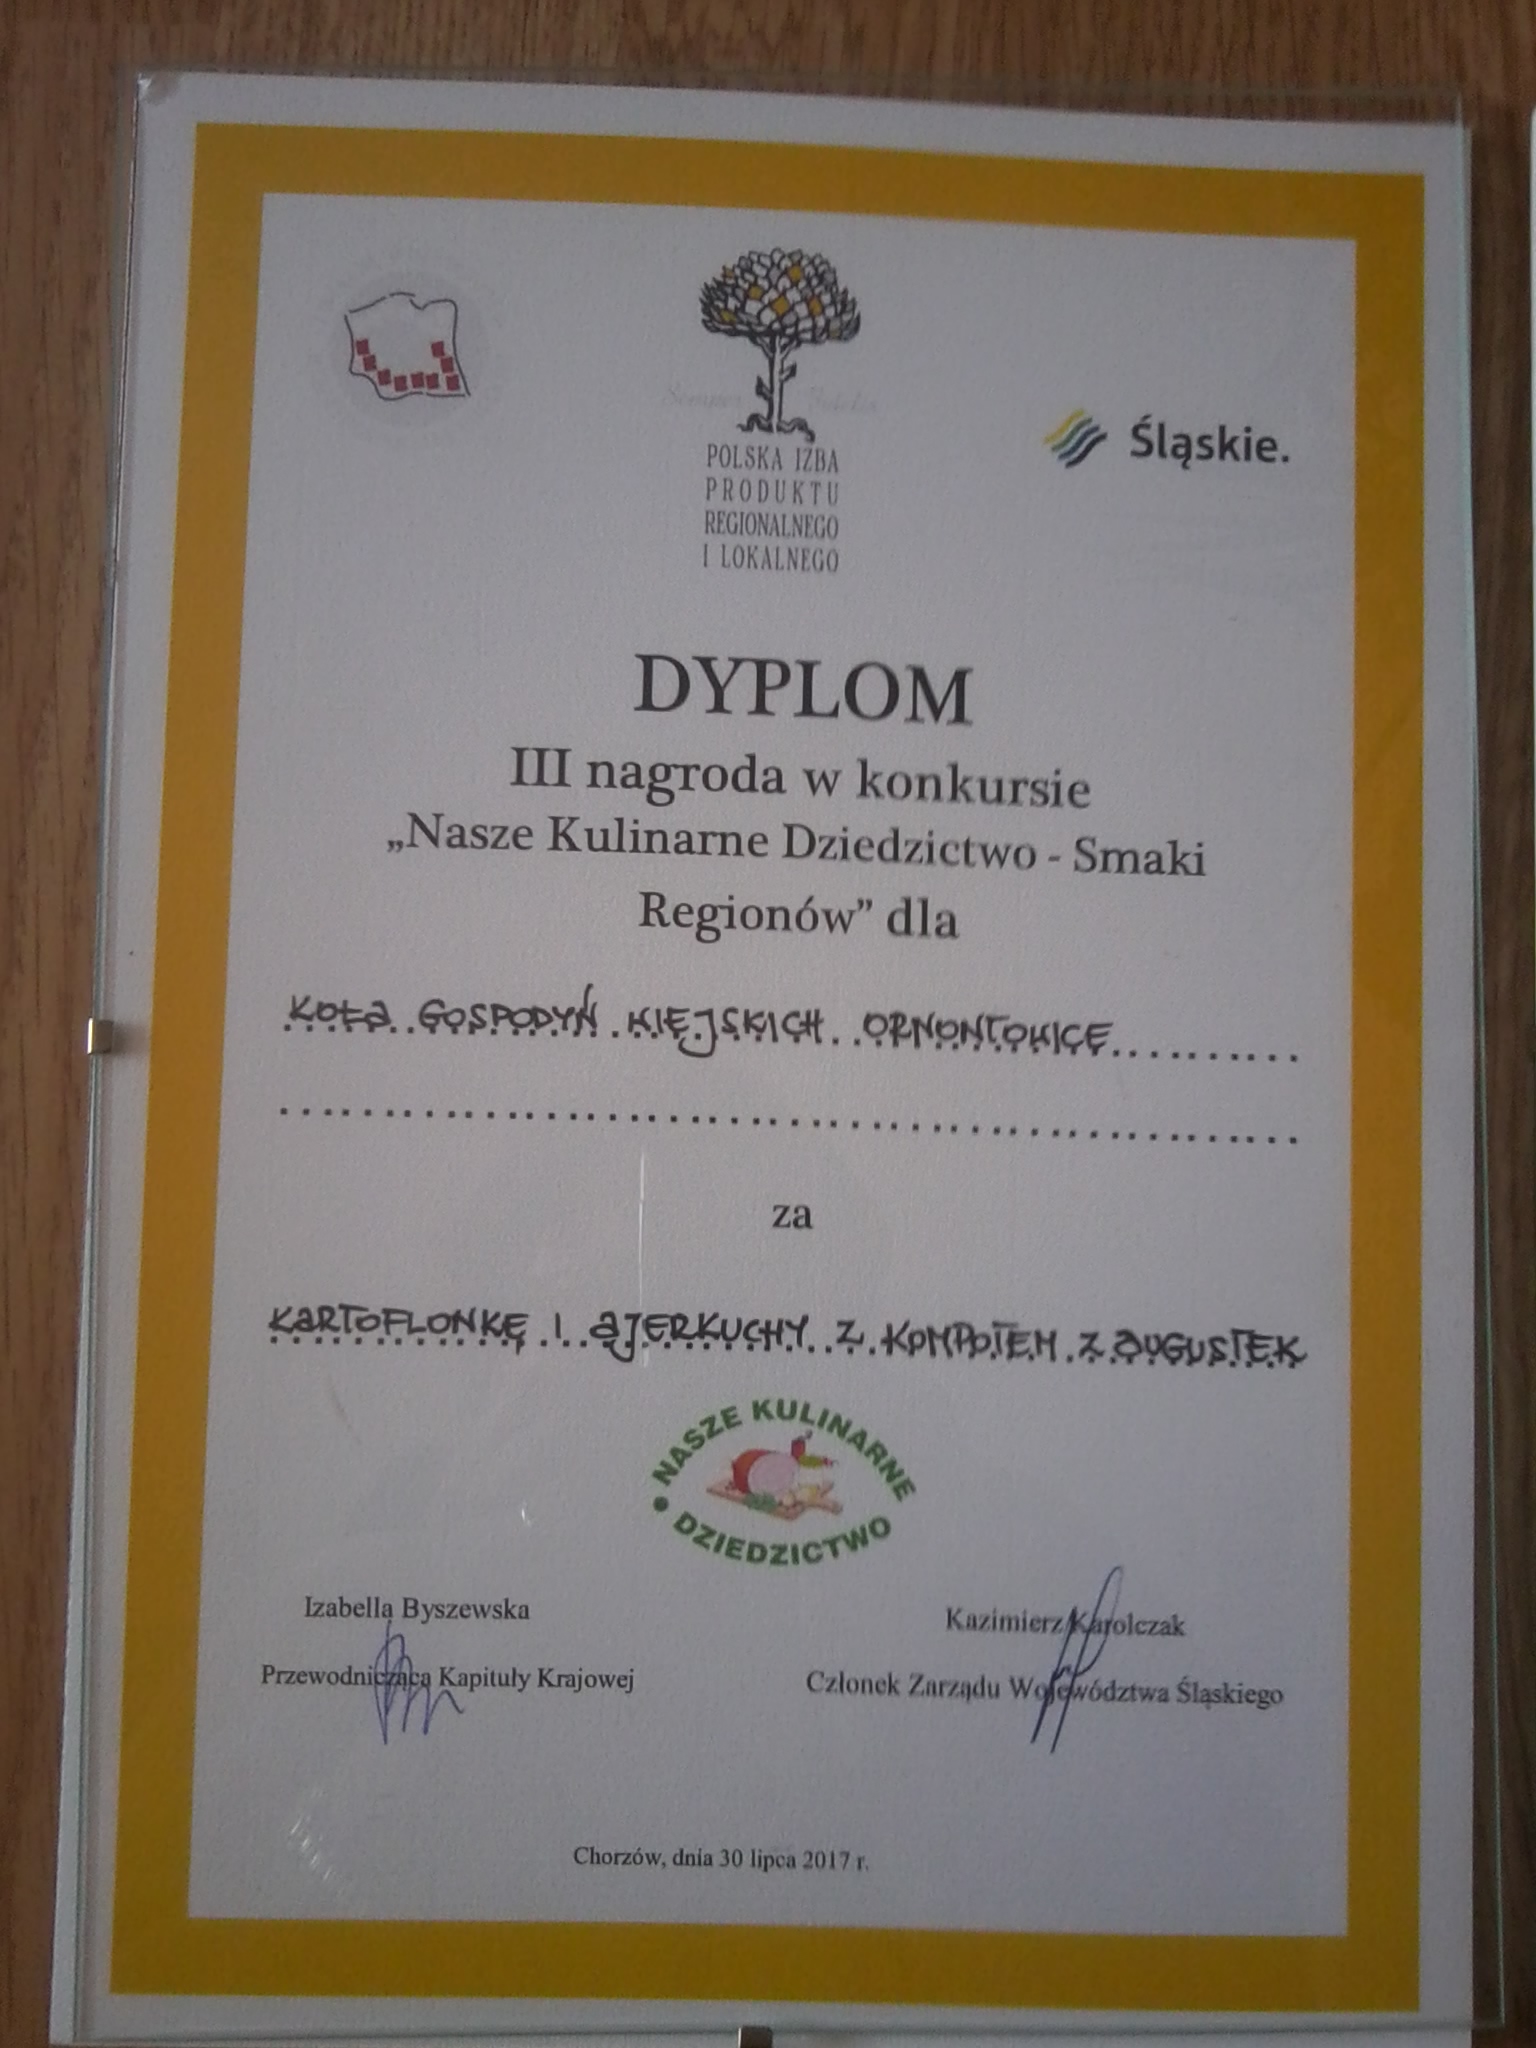 POLSKA IZBA
PRODUKTU
REGIONALNEGO
I LOKALNEGO
Śląskie.
DYPLOM
III nagroda w konkursie
„Nasze Kulinarne Dziedzictwo - Smaki
Regionów” dla
KOŁA GOSPODYŃ WIEJSKICH ORNONTOWICE
za
KARTOFLONKĘ I AJERKUCHY Z KOMPOTEM Z AUGUSTEK
NASZE KULINARNE
DZIEDZICTWO
Izabella Byszewska
Kazimierz Karolczak
Przewodnicząca Kapituły Krajowej
Członek Zarządu Województwa Śląskiego
Chorzów, dnia 30 lipca 2017 r.